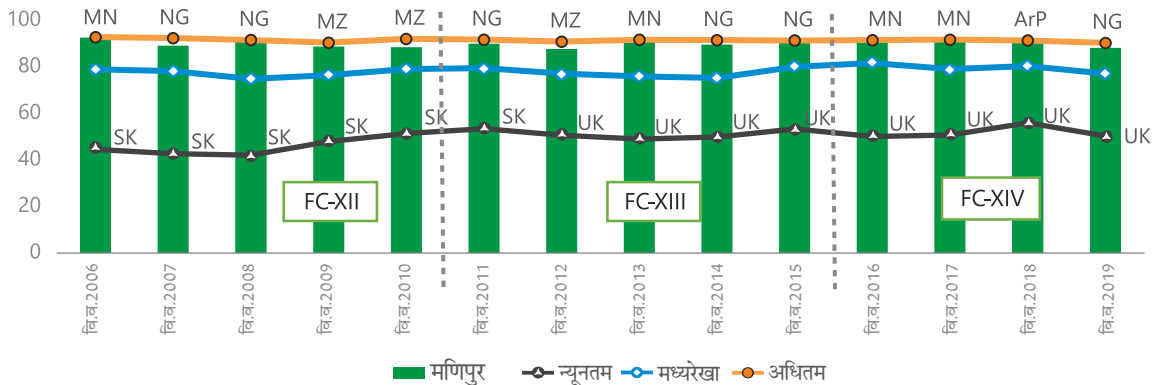 100
MN NG NG MZ MZ NG MZ MN NG NG MN MN ArP NG
80
60
SK SK SK SK SK SK UK UK UK UK UK UK UK UK
40
20
FC-XII FC-XIII FC-XIV
0
वि.व.2006 वि.व.2007 वि.व.2008 वि.व.2009 वि.व.2010 वि.व.2011 वि.व.2012 वि.व.2013 वि.व.2014 वि.व.2015 वि.व.2016 वि.व.2017 वि.व.2018 वि.व.2019
मणिपुर न्यूनतम मध्यरेखा अधितम